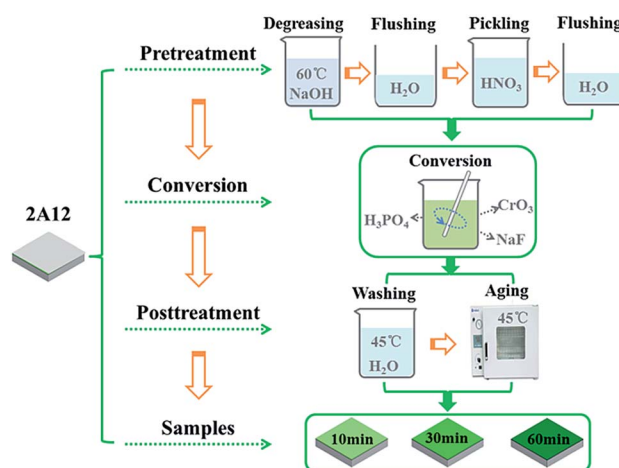 Degreasing Flushing Pickling Flushing
Pretreatment
60℃
NaOH
H₂O
HNO₃
H₂O
Conversion
Conversion
2A12
H₃PO₄
CrO₃
NaF
Washing Aging
Posttreatment
45℃
H₂O
45℃
Samples
10min 30min 60min